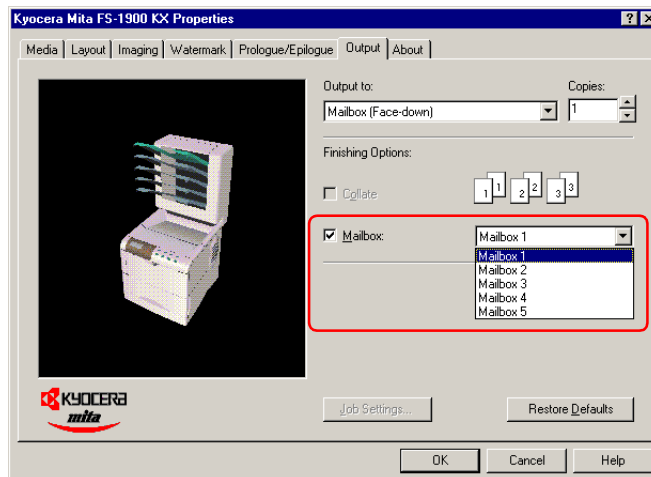 Kyocera Mita FS-1900 KX Properties
Media Layout Imaging Watermark Prologue/Epilogue Output About
Output to: Copies:
Mailbox (Face-down) 1
Finishing Options:
Collate 1 1 2 2 3 3
Mailbox: Mailbox 1
Mailbox 1
Mailbox 2
Mailbox 3
Mailbox 4
Mailbox 5
KYOCERA
mita
Job Settings... Restore Defaults
OK Cancel Help